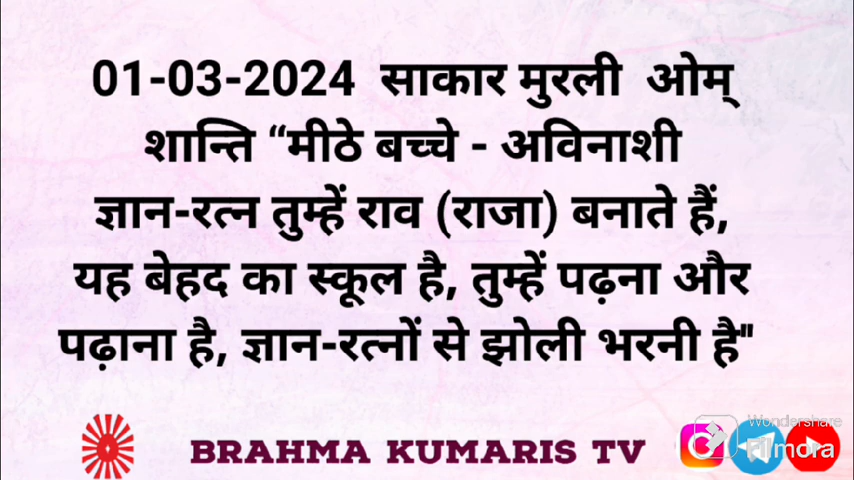 01-03-2024 साकार मुरली ओम्
शान्ति “मीठे बच्चे - अविनाशी
ज्ञान-रत्न तुम्हें राव (राजा) बनाते हैं,
यह बेहद का स्कूल है, तुम्हें पढ़ना और
पढ़ाना है, ज्ञान-रत्नों से झोली भरनी है"
BRAHMA KUMARIS TV
Wondershare
Filmora